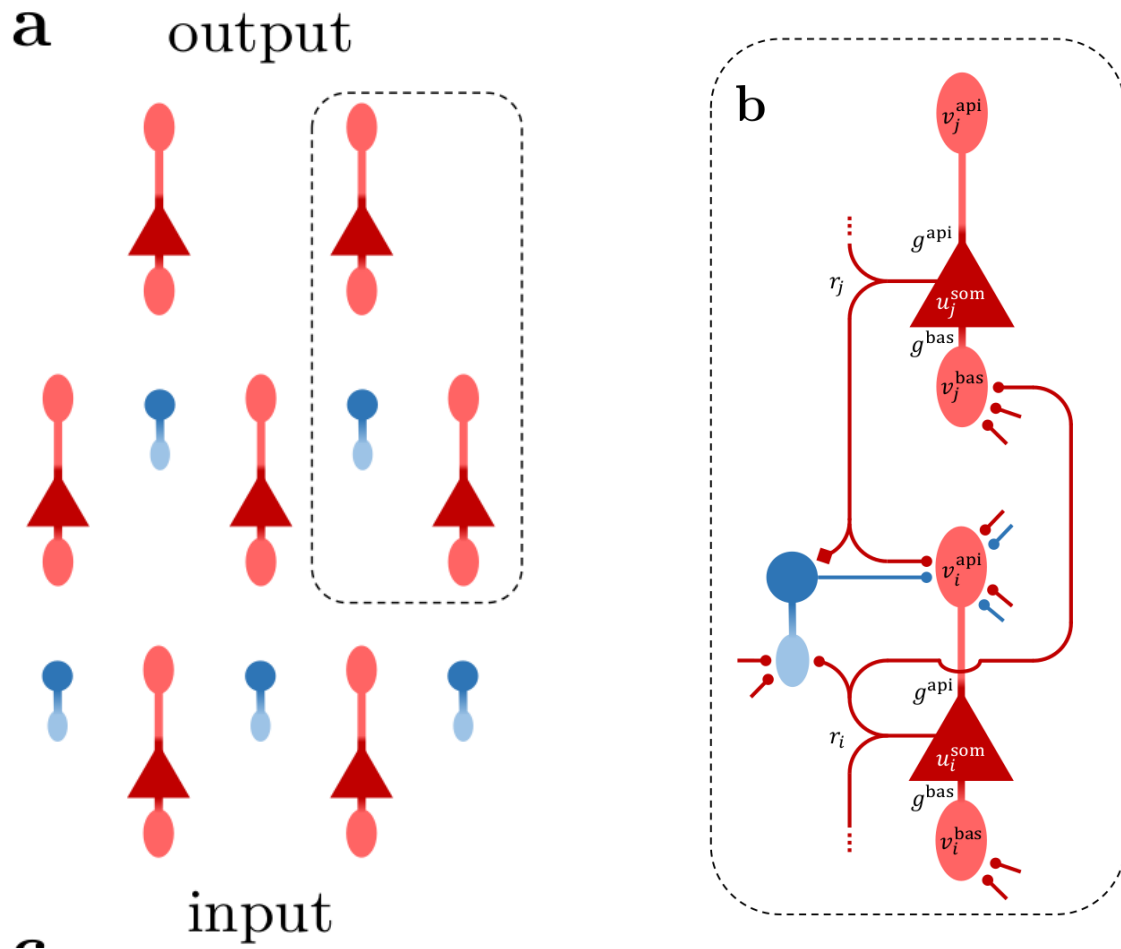 a
output
input
b
v_j^api
g^api
r_j
u_j^som
g^bas
v_j^bas
v_i^api
g^api
r_i
u_i^som
g^bas
v_i^bas